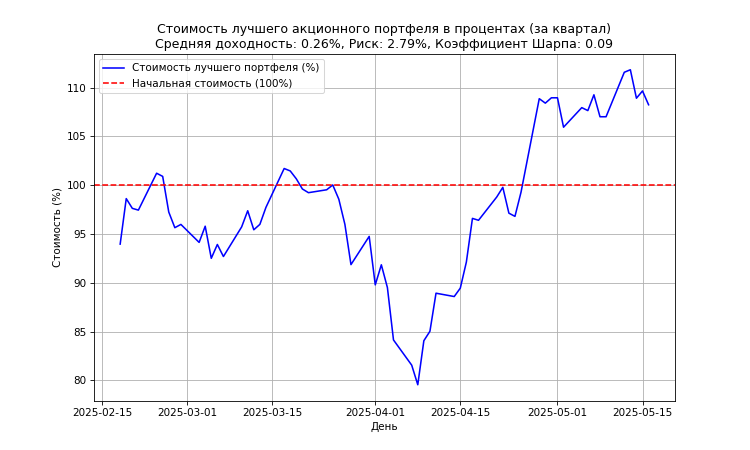 Стоимость лучшего акционного портфеля в процентах (за квартал)
Средняя доходность: 0.26%, Риск: 2.79%, Коэффициент Шарпа: 0.09
Стоимость лучшего портфеля (%)
Начальная стоимость (100%)
Стоимость (%)
110
105
100
95
90
85
80
2025-02-15 2025-03-01 2025-03-15 2025-04-01 2025-04-15 2025-05-01 2025-05-15
День